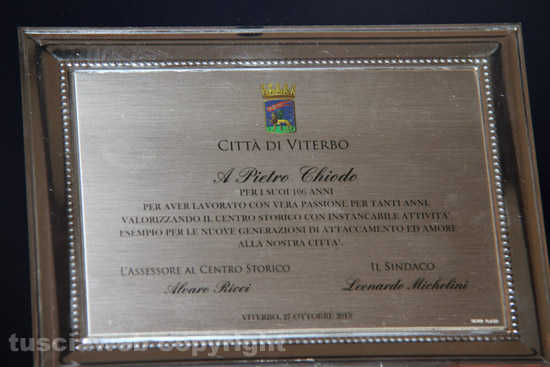 CITTÀ DI VITERBO
A Pietro Chiodo
PER I SUOI 106 ANNI
PER AVER LAVORATO CON VERA PASSIONE PER TANTI ANNI,
VALORIZZANDO IL CENTRO STORICO CON INSTANCABILE ATTIVITA'.
ESEMPIO PER LE NUOVE GENERAZIONI DI ATTACCAMENTO ED AMORE
ALLA NOSTRA CITTA'.
L'ASSESSORE AL CENTRO STORICO IL SINDACO
Alvaro Ricci Leonardo Michelini
VITERBO, 27 OTTOBRE 2013
SILVER PLATED
tusciaweb copyright